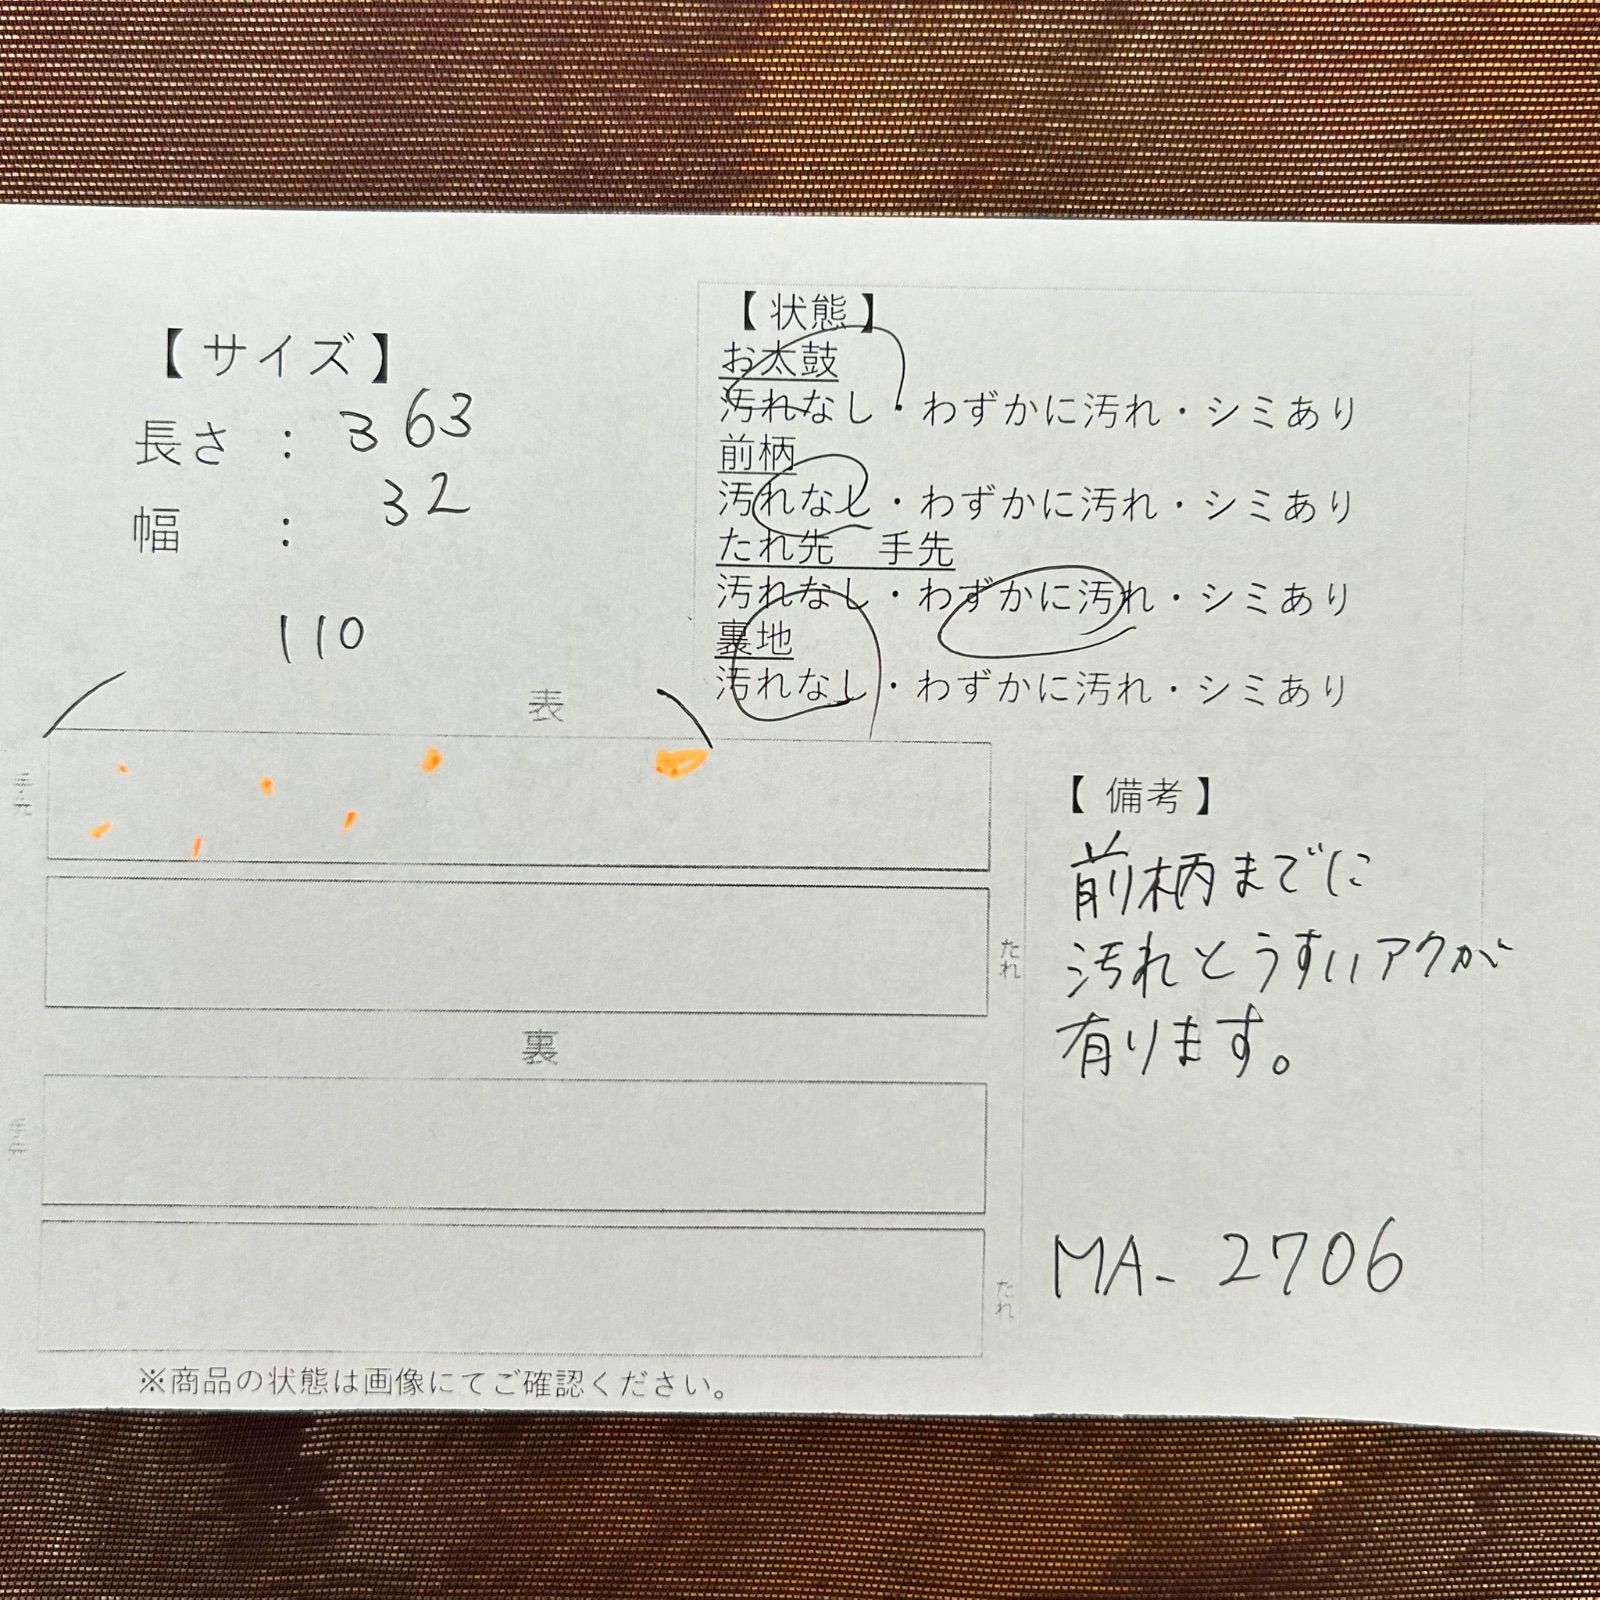 【 サイズ 】
長さ : 363
幅 : 32
110
【 状態 】
お太鼓
汚れなし・わずかに汚れ・シミあり
前柄
汚れなし・わずかに汚れ・シミあり
たれ先 手先
汚れなし・わずかに汚れ・シミあり
裏地
汚れなし・わずかに汚れ・シミあり
表
手先
たれ
裏
手先
たれ
【 備考 】
前柄までに
汚れとうすいアクが
有ります。
MA-2706
※商品の状態は画像にてご確認ください。